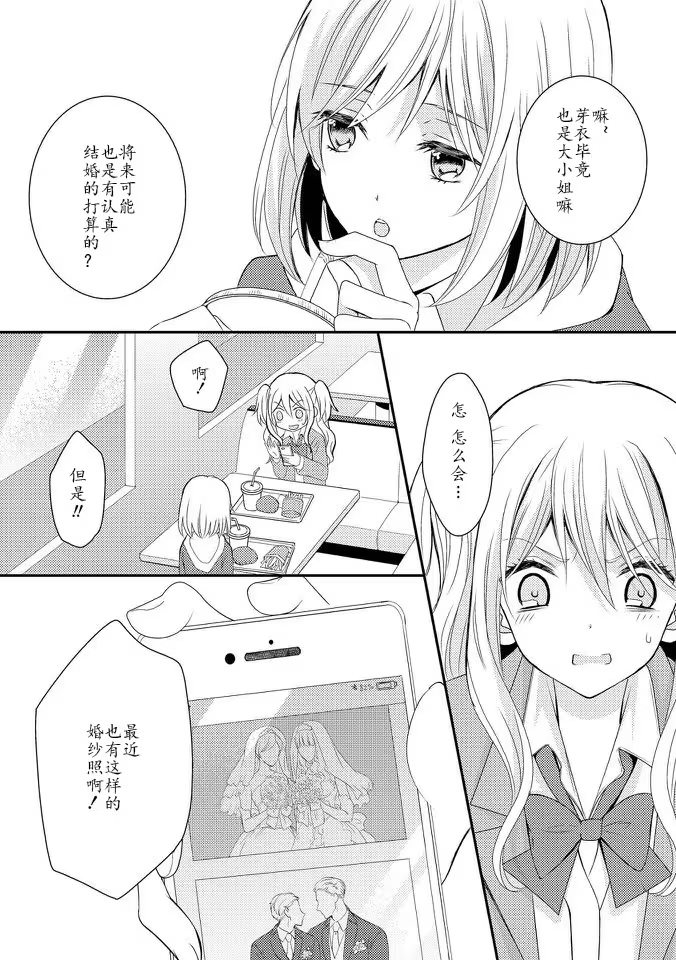 嘛~
芽衣毕竟
也是大小姐嘛
将来可能
也是有认真
结婚的打算的？
怎 怎么会…
啊！
但是!!
最近
也有这样的
婚纱照啊！